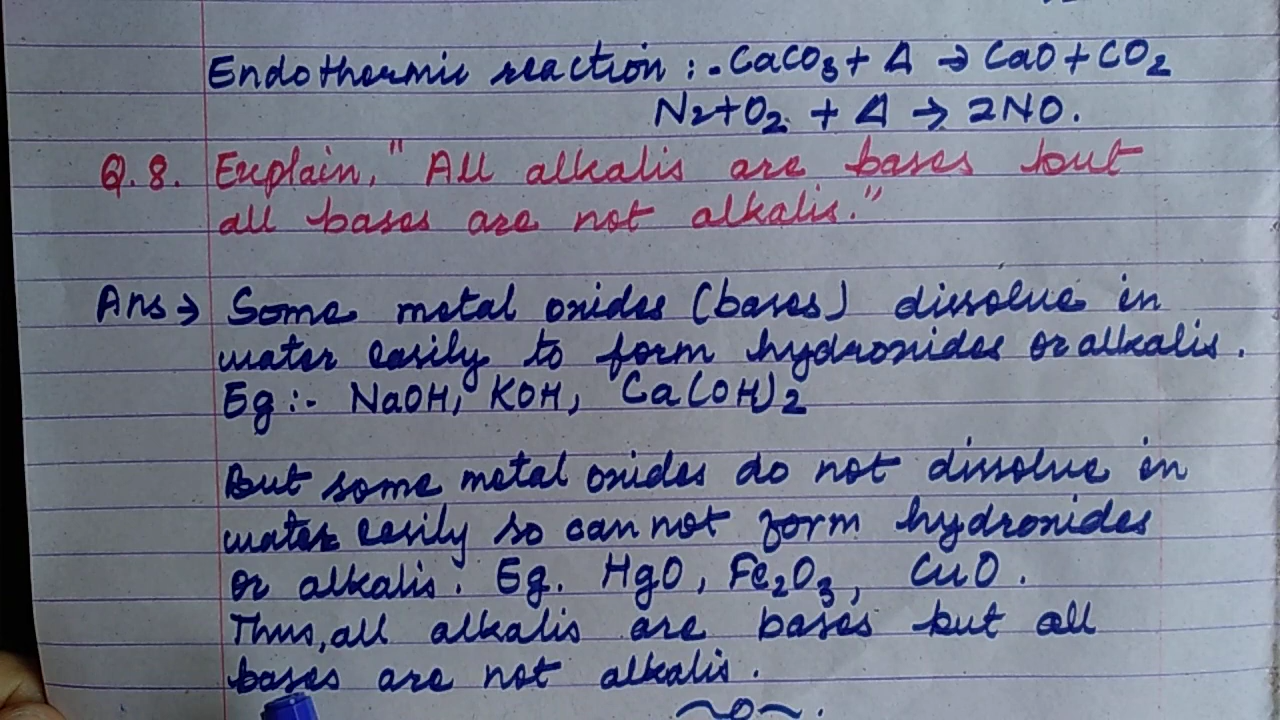 Endothermic reaction :- CaCO3 + Δ → CaO + CO2
N2 + O2 + Δ → 2NO.
Q.8. Explain, "All alkalis are bases but
all bases are not alkalis."
Ans → Some metal oxides (bases) dissolve in
water easily to form hydroxides or alkalis.
Eg :- NaOH, KOH, Ca(OH)2
But some metal oxides do not dissolve in
water easily so can not form hydroxides
or alkalis. Eg. HgO, Fe2O3, CuO.
Thus, all alkalis are bases but all
bases are not alkalis.